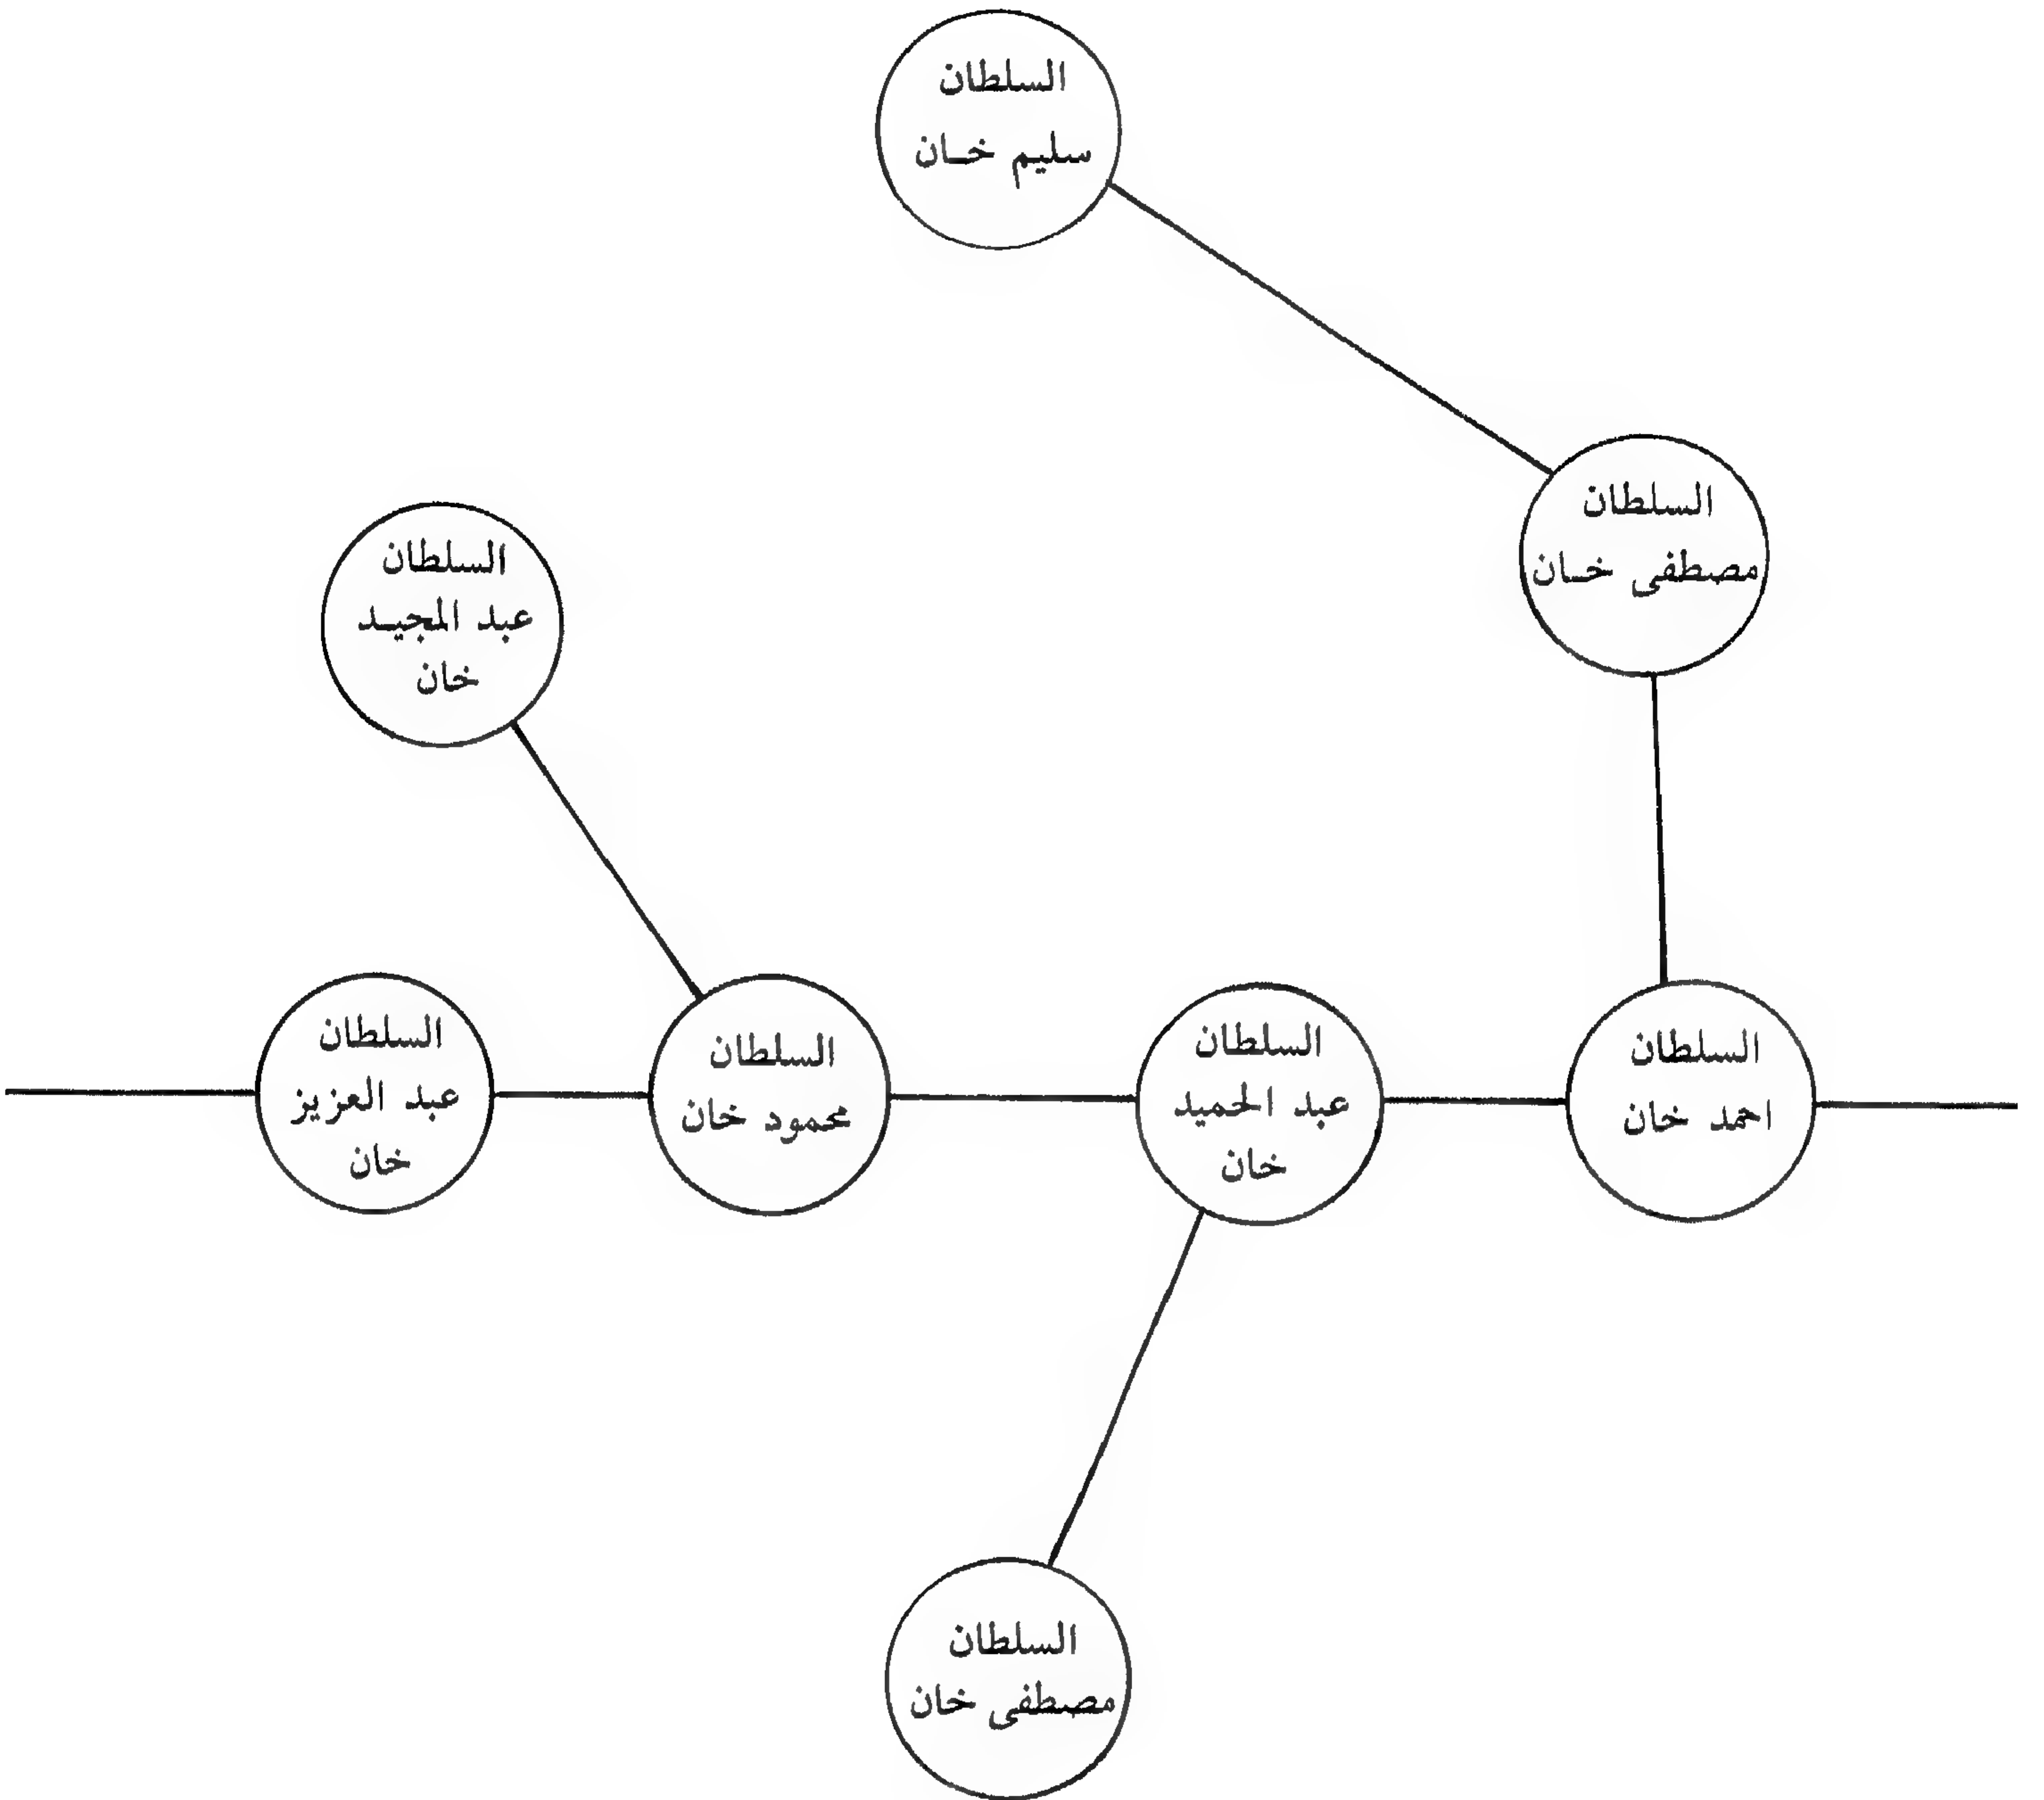 السلطان
سليم خان
السلطان
مصطفى خان
السلطان
عبد المجيد
خان
السلطان
احمد خان
السلطان
عبد الحميد
خان
السلطان
محمود خان
السلطان
عبد العزيز
خان
السلطان
مصطفى خان